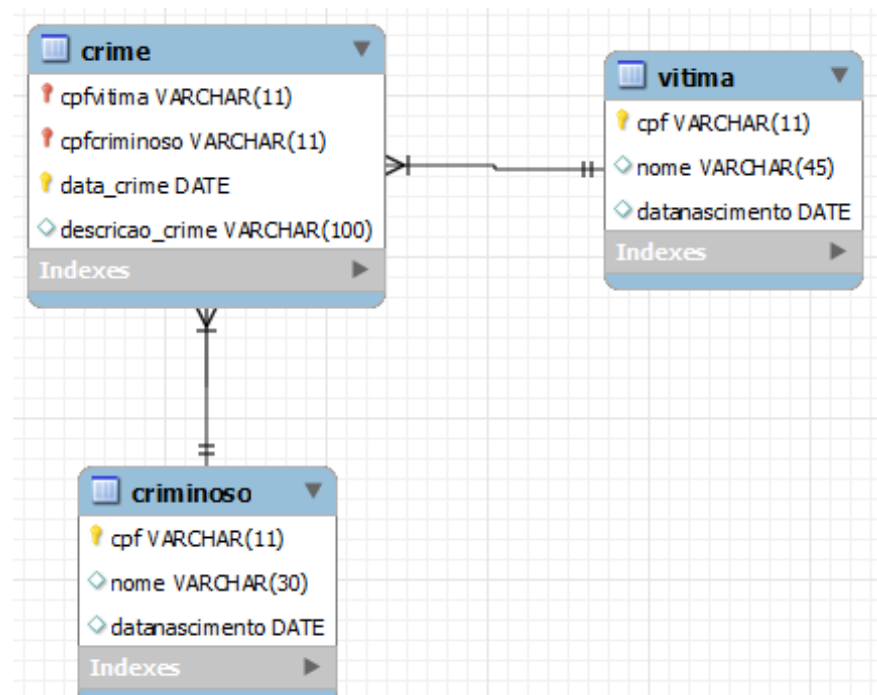 crime
cpfvitima VARCHAR(11)
cpfcriminoso VARCHAR(11)
data_crime DATE
descricao_crime VARCHAR(100)
Indexes
vitima
cpf VARCHAR(11)
nome VARCHAR(45)
datanascimento DATE
Indexes
criminoso
cpf VARCHAR(11)
nome VARCHAR(30)
datanascimento DATE
Indexes